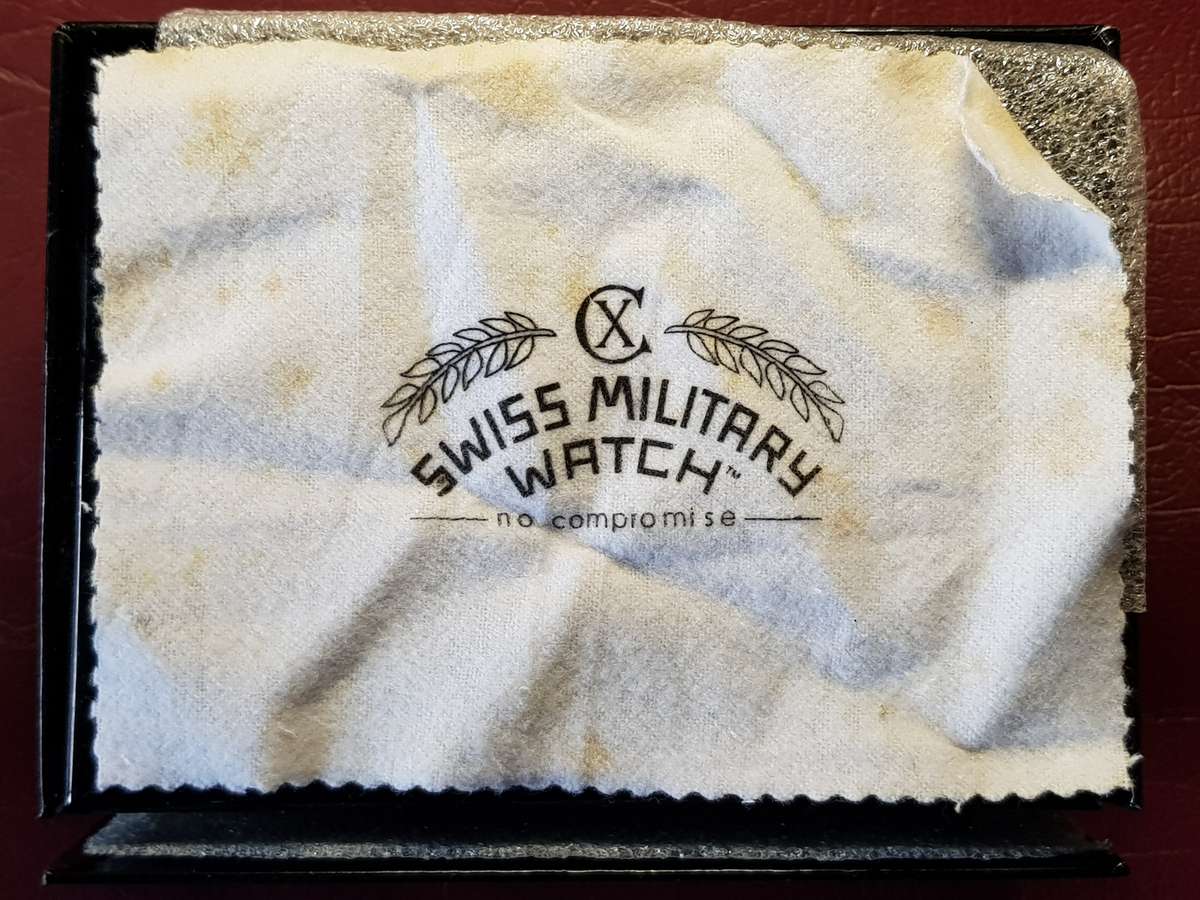 CX
SWISS MILITARY
WATCH™
no compromise